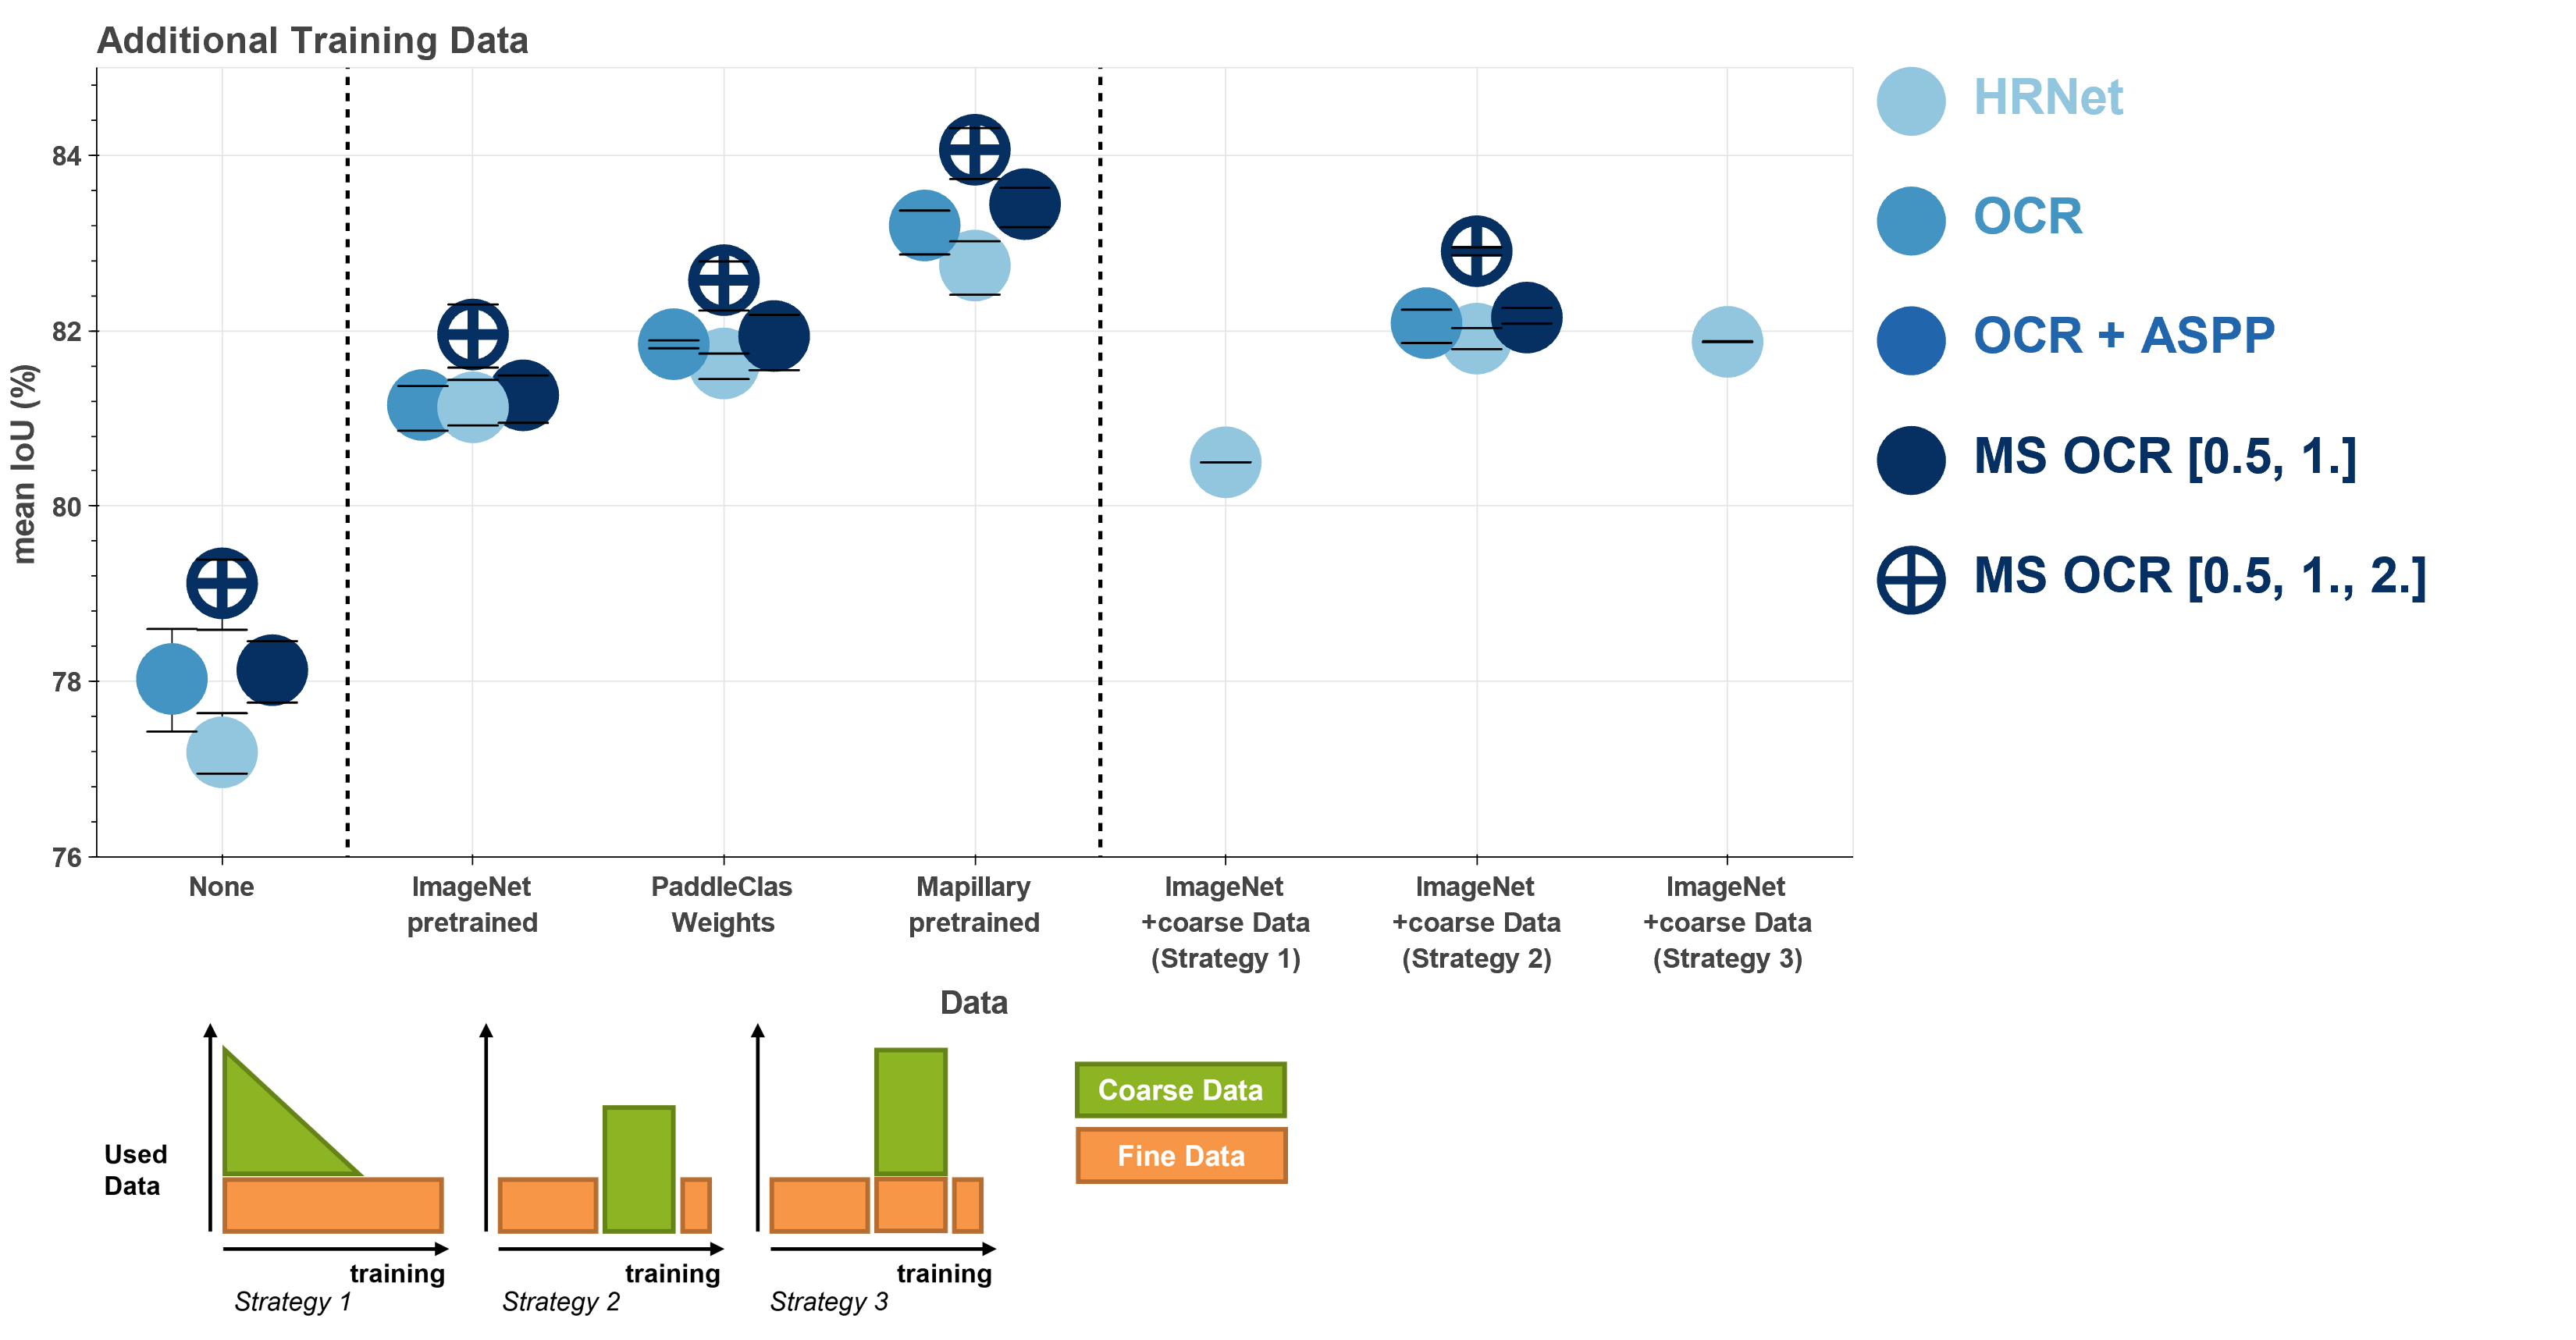 Additional Training Data
mean IoU (%)
84
82
80
78
76
None
ImageNet
pretrained
PaddleClas
Weights
Mapillary
pretrained
ImageNet
+coarse Data
(Strategy 1)
ImageNet
+coarse Data
(Strategy 2)
ImageNet
+coarse Data
(Strategy 3)
Data
HRNet
OCR
OCR + ASPP
MS OCR [0.5, 1.]
MS OCR [0.5, 1., 2.]
Used
Data
training
Strategy 1
training
Strategy 2
training
Strategy 3
Coarse Data
Fine Data